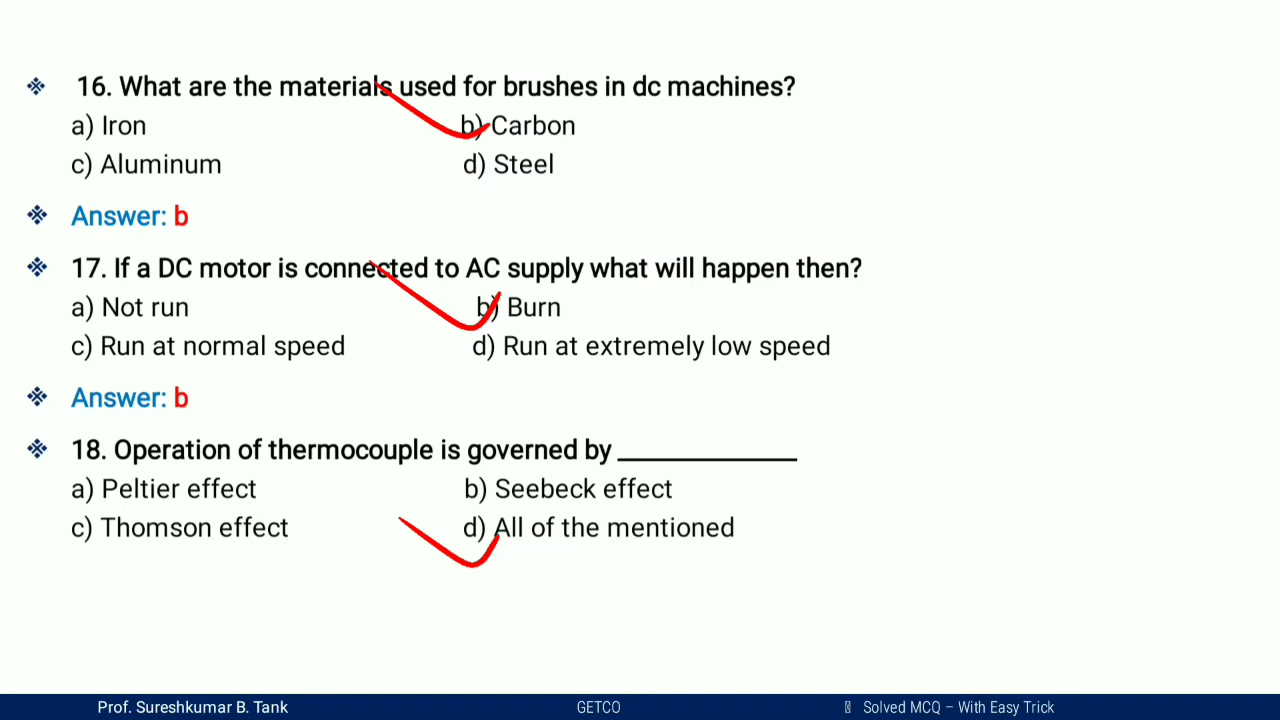 16. What are the materials used for brushes in dc machines?
a) Iron b) Carbon
c) Aluminum d) Steel
Answer: b
17. If a DC motor is connected to AC supply what will happen then?
a) Not run b) Burn
c) Run at normal speed d) Run at extremely low speed
Answer: b
18. Operation of thermocouple is governed by ____________
a) Peltier effect b) Seebeck effect
c) Thomson effect d) All of the mentioned
Prof. Sureshkumar B. Tank GETCO Solved MCQ – With Easy Trick